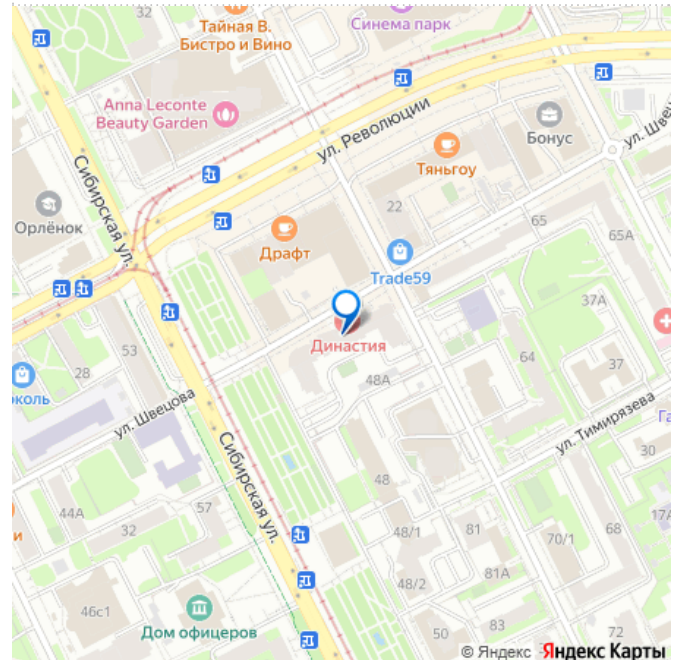 32
Тайная В.
Бистро и Вино
Синема парк
Anna Leconte
Beauty Garden
ул. Революции
Бонус
ул. Шве
Тяньгоу
Орлёнок
Сибирская ул.
22
65
65А
Драфт
Trade59
37А
53
Династия
64
37
28
48А
околь
ул. Швецова
ул. Тимирязева
Га
30
Сибирская ул.
48
44А
32
57
48/1
81
70/1
68
17А
и
48/2
81А
46с1
Дом офицеров
50
83
72
© Яндекс
Яндекс Карты